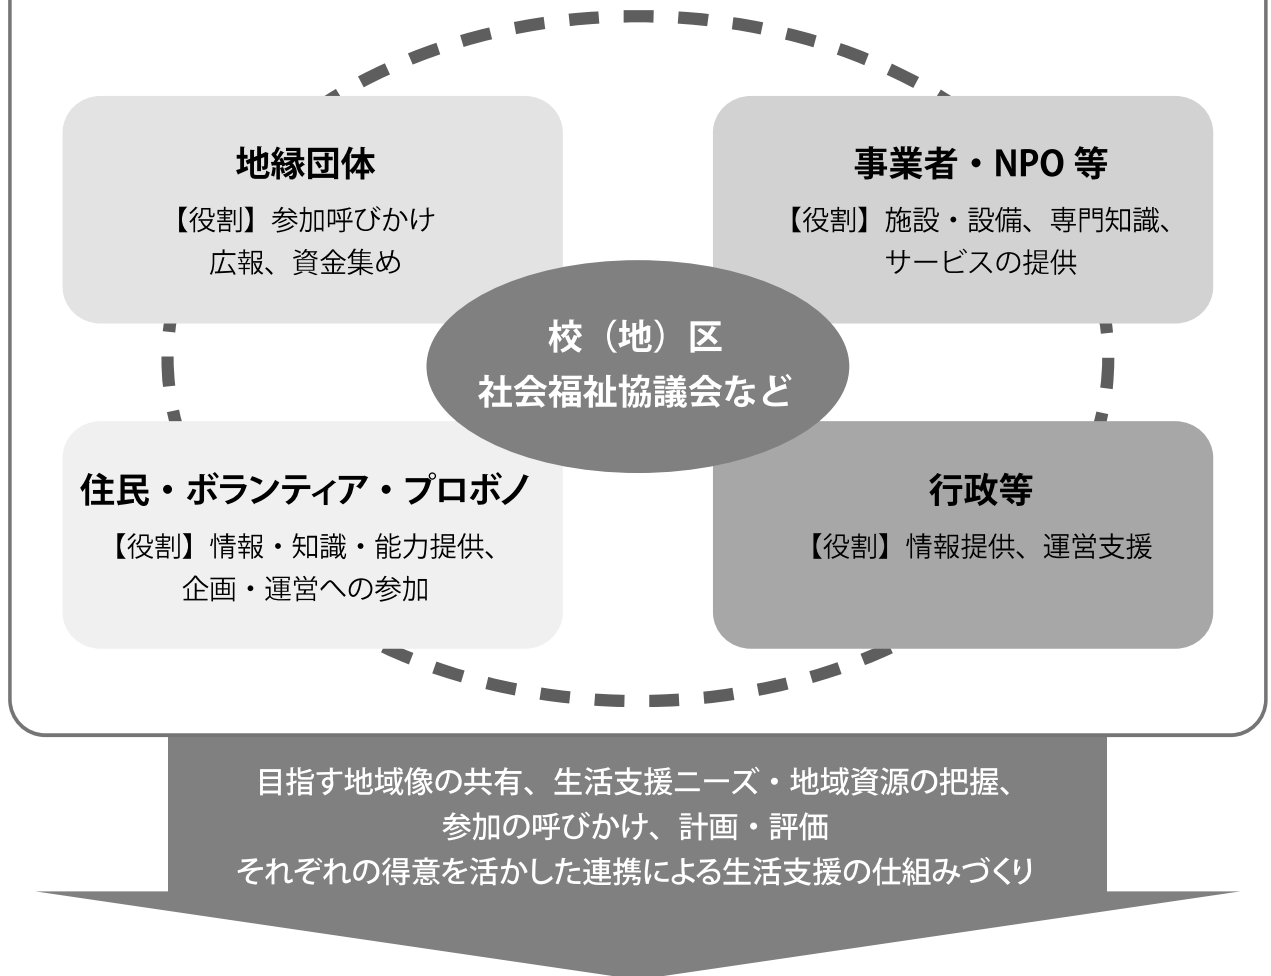 地縁団体
【役割】参加呼びかけ
広報、資金集め
事業者・NPO 等
【役割】施設・設備、専門知識、
サービスの提供
校（地）区
社会福祉協議会など
住民・ボランティア・プロボノ
【役割】情報・知識・能力提供、
企画・運営への参加
行政等
【役割】情報提供、運営支援
目指す地域像の共有、生活支援ニーズ・地域資源の把握、
参加の呼びかけ、計画・評価
それぞれの得意を活かした連携による生活支援の仕組みづくり